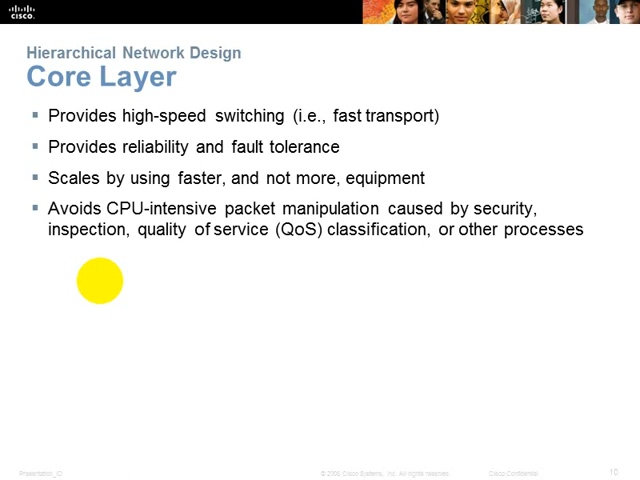 CISCO.
Hierarchical Network Design
Core Layer
▪ Provides high-speed switching (i.e., fast transport)
▪ Provides reliability and fault tolerance
▪ Scales by using faster, and not more, equipment
▪ Avoids CPU-intensive packet manipulation caused by security,
inspection, quality of service (QoS) classification, or other processes
Presentation_ID © 2008 Cisco Systems, Inc. All rights reserved. Cisco Confidential 10